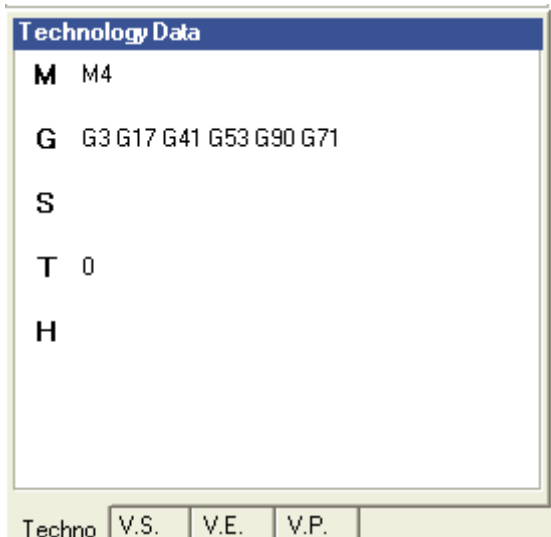 Technology Data
M M4
G G3 G17 G41 G53 G90 G71
S
T 0
H
Techno V.S. V.E. V.P.